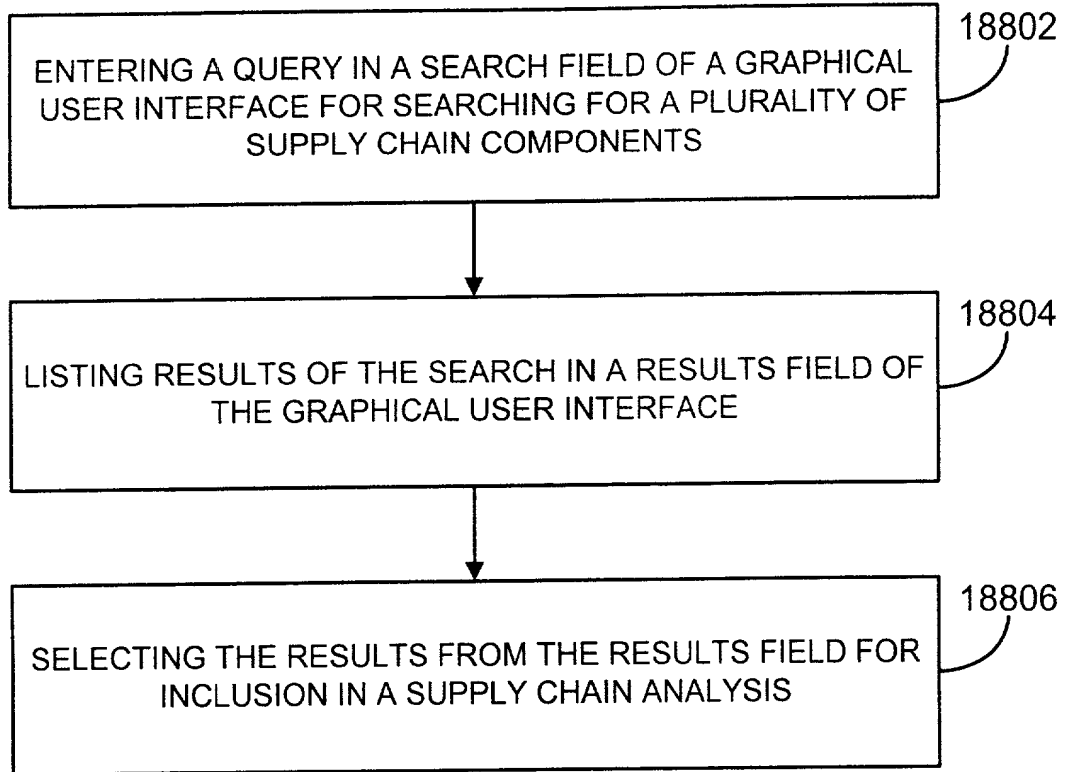 18802
ENTERING A QUERY IN A SEARCH FIELD OF A GRAPHICAL
USER INTERFACE FOR SEARCHING FOR A PLURALITY OF
SUPPLY CHAIN COMPONENTS
18804
LISTING RESULTS OF THE SEARCH IN A RESULTS FIELD OF
THE GRAPHICAL USER INTERFACE
18806
SELECTING THE RESULTS FROM THE RESULTS FIELD FOR
INCLUSION IN A SUPPLY CHAIN ANALYSIS